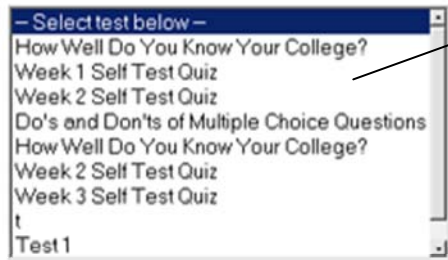 – Select test below –
How Well Do You Know Your College?
Week 1 Self Test Quiz
Week 2 Self Test Quiz
Do's and Don'ts of Multiple Choice Questions
How Well Do You Know Your College?
Week 2 Self Test Quiz
Week 3 Self Test Quiz
t
Test 1